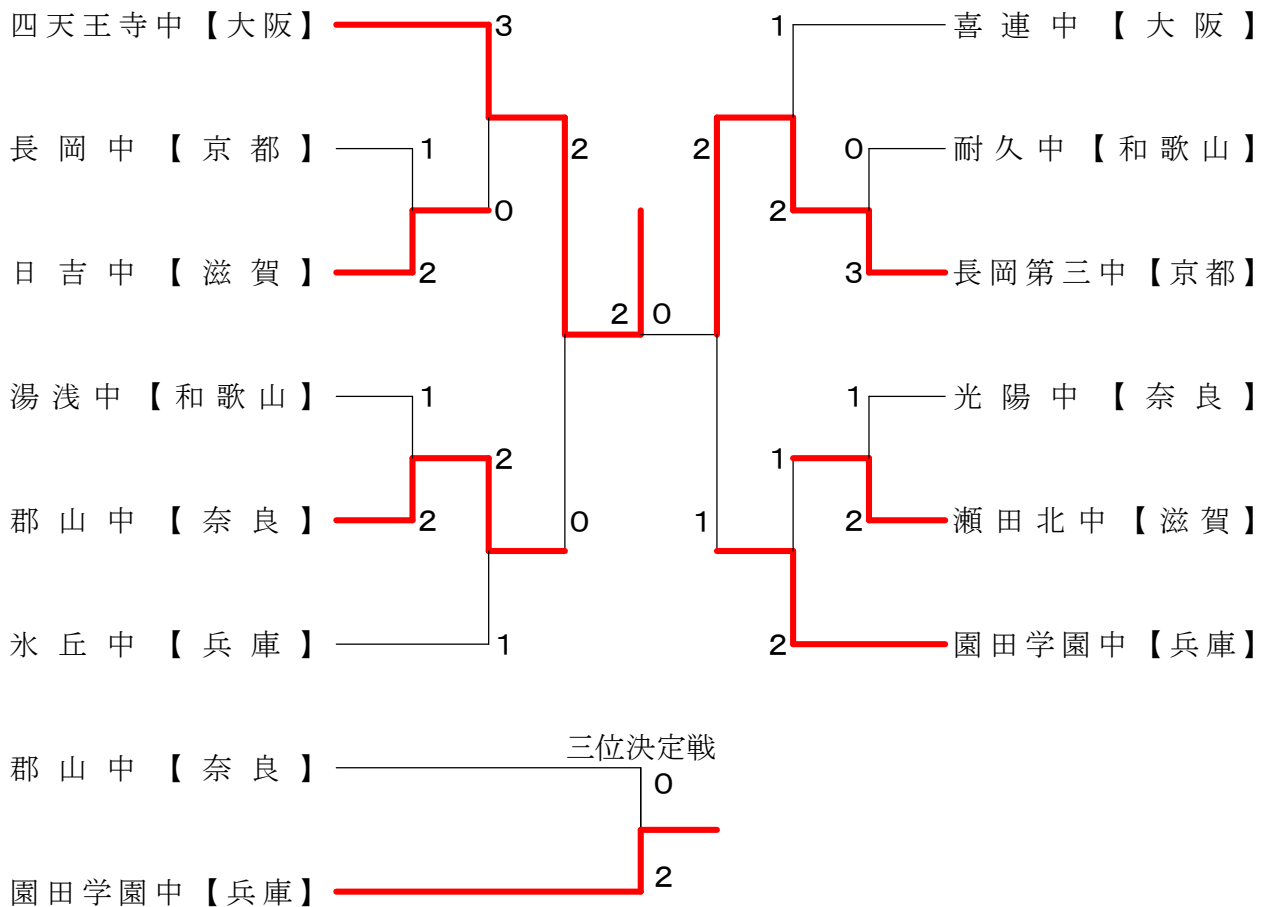 四天王寺中【大阪】 3 1 喜連中【大阪】
長岡中【京都】 1 2 2 0 耐久中【和歌山】
0 2
日吉中【滋賀】 2 3 長岡第三中【京都】
2 0
湯浅中【和歌山】 1 1 光陽中【奈良】
2 1
郡山中【奈良】 2 0 1 2 瀬田北中【滋賀】
氷丘中【兵庫】 1 2 園田学園中【兵庫】
三位決定戦
郡山中【奈良】 0
園田学園中【兵庫】 2